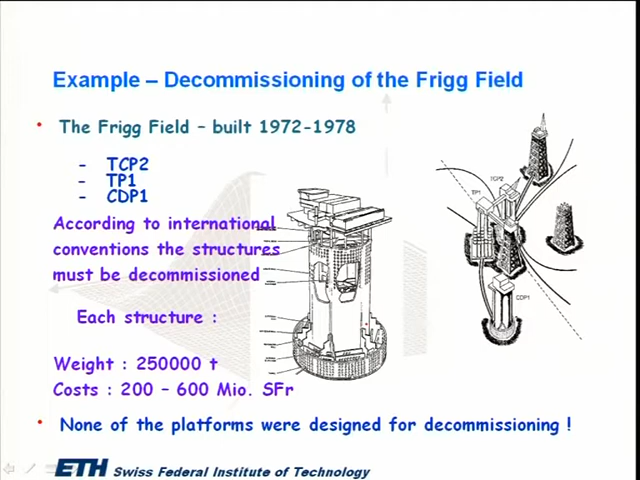 Example – Decommissioning of the Frigg Field
• The Frigg Field – built 1972-1978
- TCP2
- TP1
- CDP1
According to international
conventions the structures
must be decommissioned
Each structure :
Weight : 250000 t
Costs : 200 – 600 Mio. SFr
• None of the platforms were designed for decommissioning !
TP1
TCP2
CDP1
ETH Swiss Federal Institute of Technology